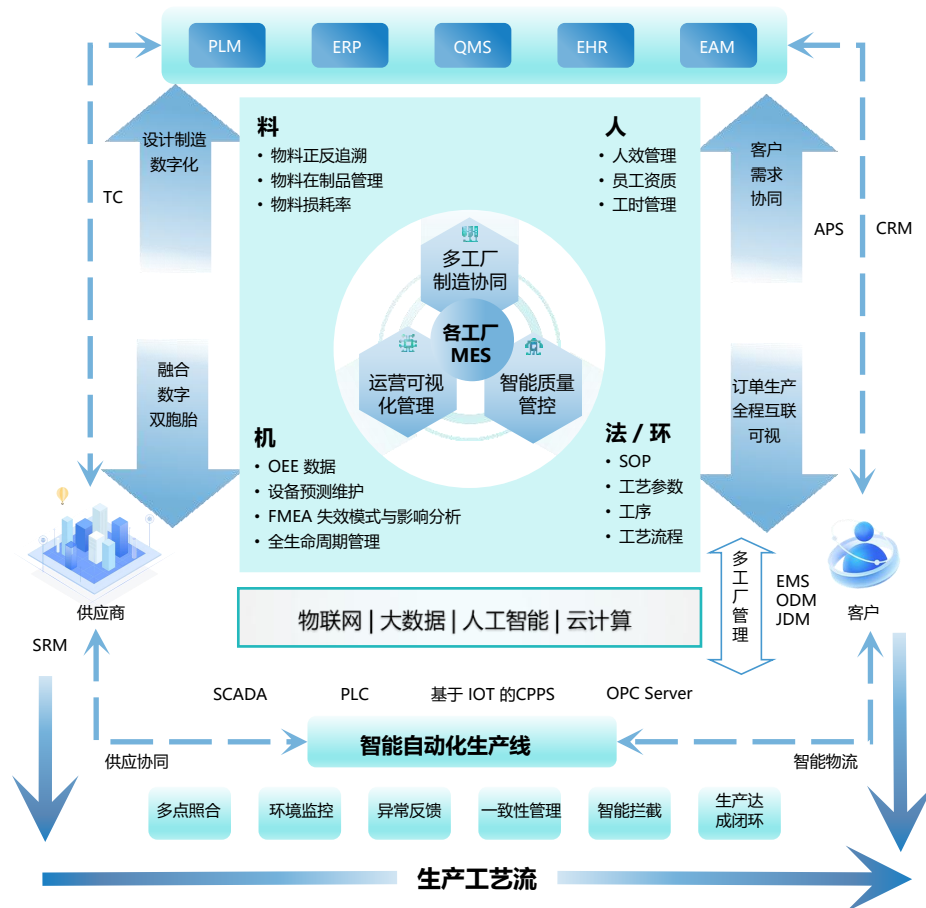 PLM
ERP
QMS
EHR
EAM
设计制造
数字化
TC
料
• 物料正反追溯
• 物料在制品管理
• 物料损耗率
人
• 人效管理
• 员工资质
• 工时管理
客户
需求
协同
APS
CRM
多工厂
制造协同
各工厂
MES
运营可视
化管理
智能质量
管控
融合
数字
双胞胎
订单生产
全程互联
可视
机
• OEE 数据
• 设备预测维护
• FMEA 失效模式与影响分析
• 全生命周期管理
法 / 环
• SOP
• 工艺参数
• 工序
• 工艺流程
供应商
SRM
物联网 | 大数据 | 人工智能 | 云计算
多
工
厂
管
理
EMS
ODM
JDM
客户
SCADA
PLC
基于 IOT 的CPPS
OPC Server
智能自动化生产线
供应协同
智能物流
多点照合
环境监控
异常反馈
一致性管理
智能拦截
生产达
成闭环
生产工艺流